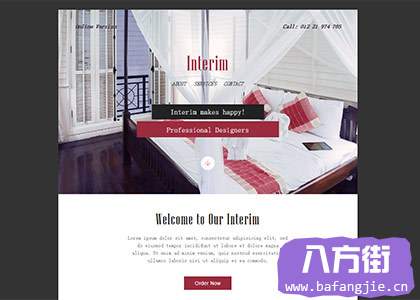 Online Version
Call: 012 21 974 785
Interim
ABOUT SERVICES CONTACT
Interim makes happy!
Professional Designers
Welcome to Our Interim
Lorem ipsum dolor sit amet, consectetur adipisicing elit, sed do eiusmod
tempor incididunt ut labore et dolore magna
aliqua. Ut enim ad minim veniam, quis nostrud exercitation
ullamco laboris nisi ut aliquip ex ea commodo.
Order Now
八方街
www.bafangjie.cn